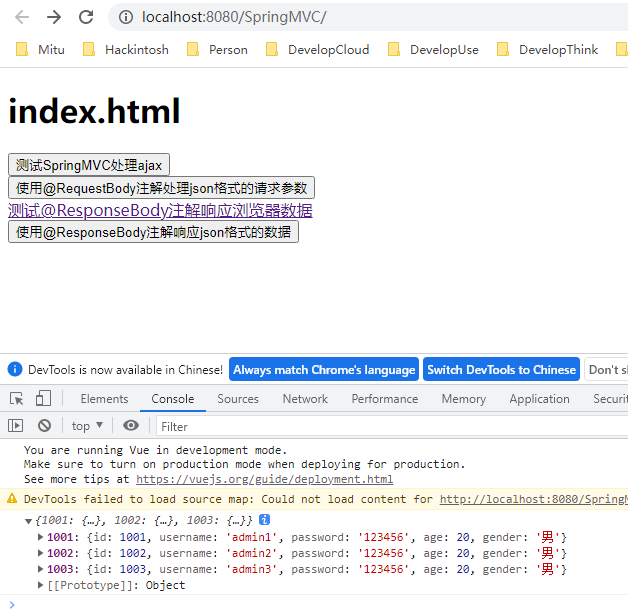 localhost:8080/SpringMVC/
Mitu Hackintosh Person DevelopCloud DevelopUse DevelopThink
index.html
测试SpringMVC处理ajax
使用@RequestBody注解处理json格式的请求参数
测试@ResponseBody注解响应浏览器数据
使用@ResponseBody注解响应json格式的数据
DevTools is now available in Chinese! Always match Chrome's language Switch DevTools to Chinese Don't s
Elements Console Sources Network Performance Memory Application Securit
top Filter
You are running Vue in development mode.
Make sure to turn on production mode when deploying for production.
See more tips at https://vuejs.org/guide/deployment.html
DevTools failed to load source map: Could not load content for http://localhost:8080/SpringM
{1001: {…}, 1002: {…}, 1003: {…}}
1001: {id: 1001, username: 'admin1', password: '123456', age: 20, gender: '男'}
1002: {id: 1002, username: 'admin2', password: '123456', age: 20, gender: '男'}
1003: {id: 1003, username: 'admin3', password: '123456', age: 20, gender: '男'}
[[Prototype]]: Object